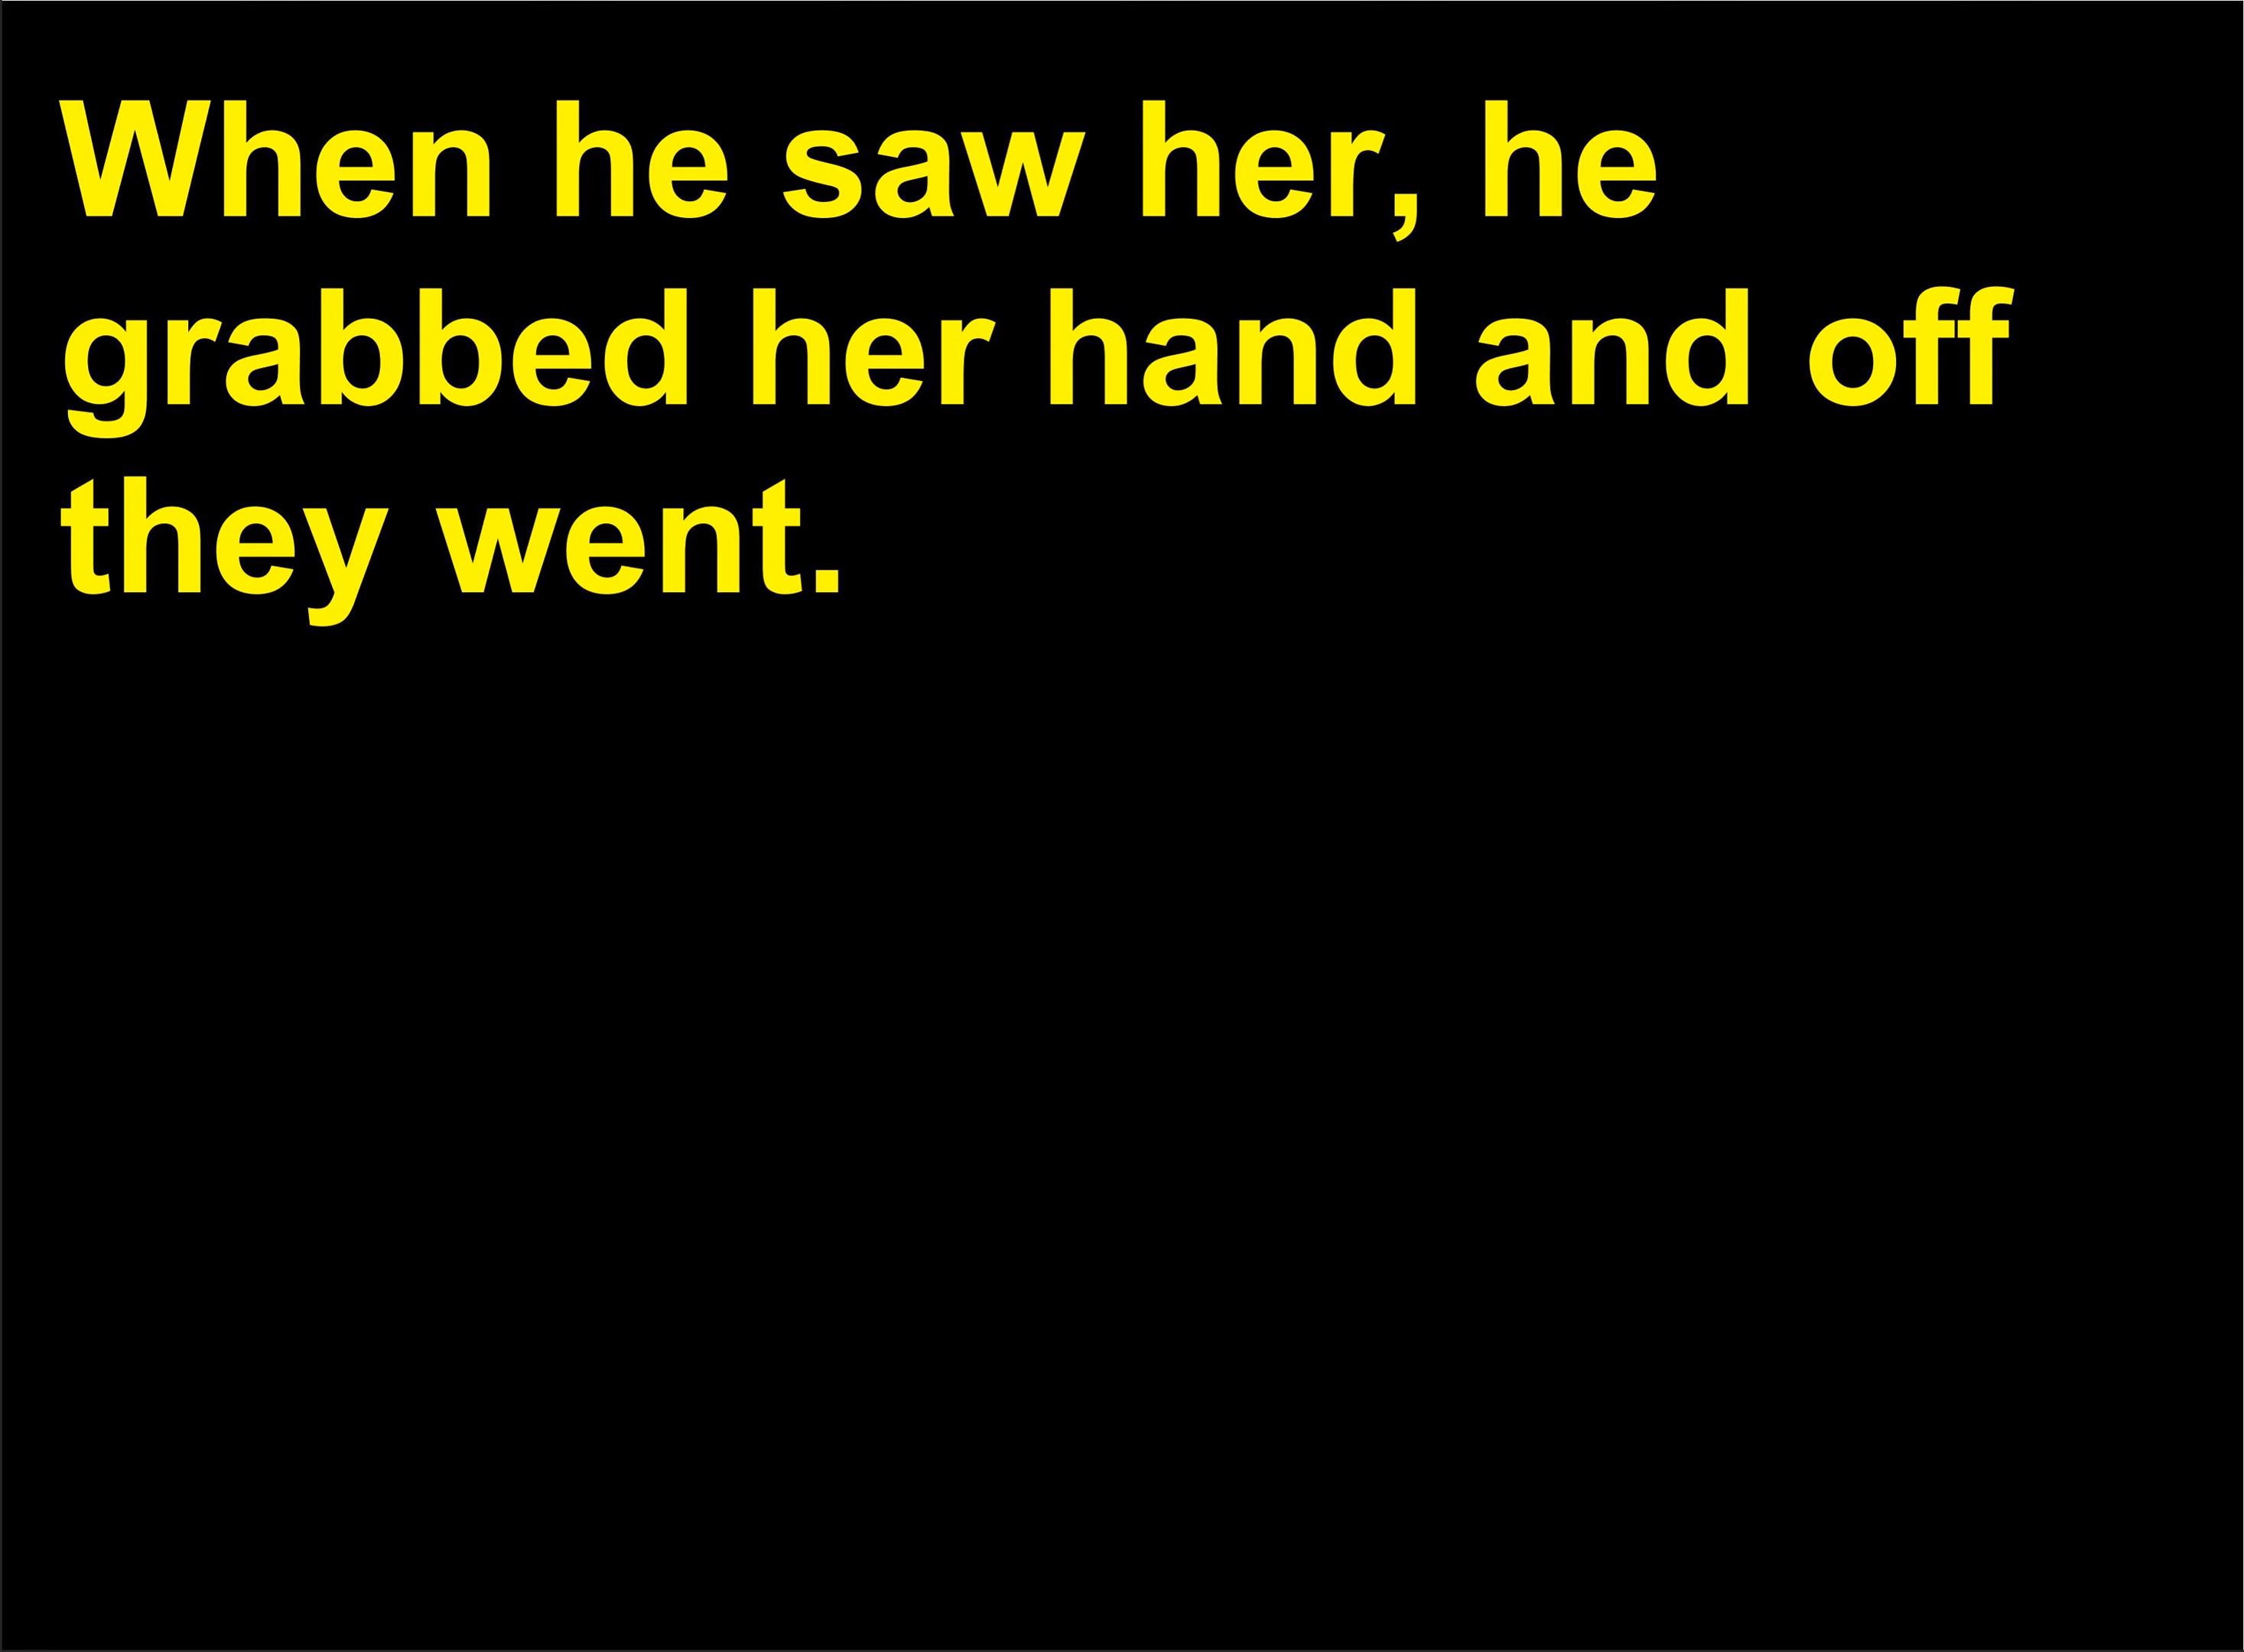 When he saw her, he
grabbed her hand and off
they went.